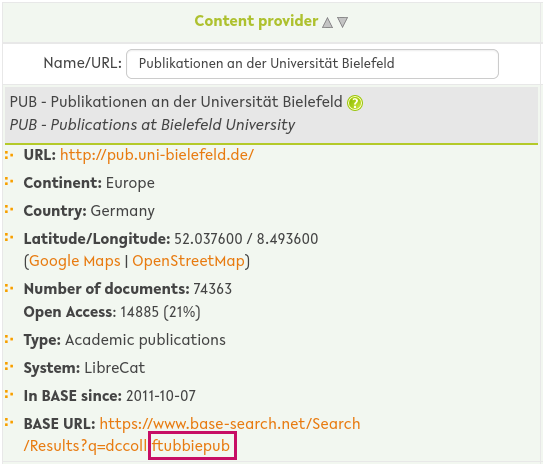 Content provider
Name/URL: Publikationen an der Universität Bielefeld
PUB - Publikationen an der Universität Bielefeld ?
PUB - Publications at Bielefeld University
URL: http://pub.uni-bielefeld.de/
Continent: Europe
Country: Germany
Latitude/Longitude: 52.037600 / 8.493600
(Google Maps | OpenStreetMap)
Number of documents: 74363
Open Access: 14885 (21%)
Type: Academic publications
System: LibreCat
In BASE since: 2011-10-07
BASE URL: https://www.base-search.net/Search
/Results?q=dccoll:ftubbiepub